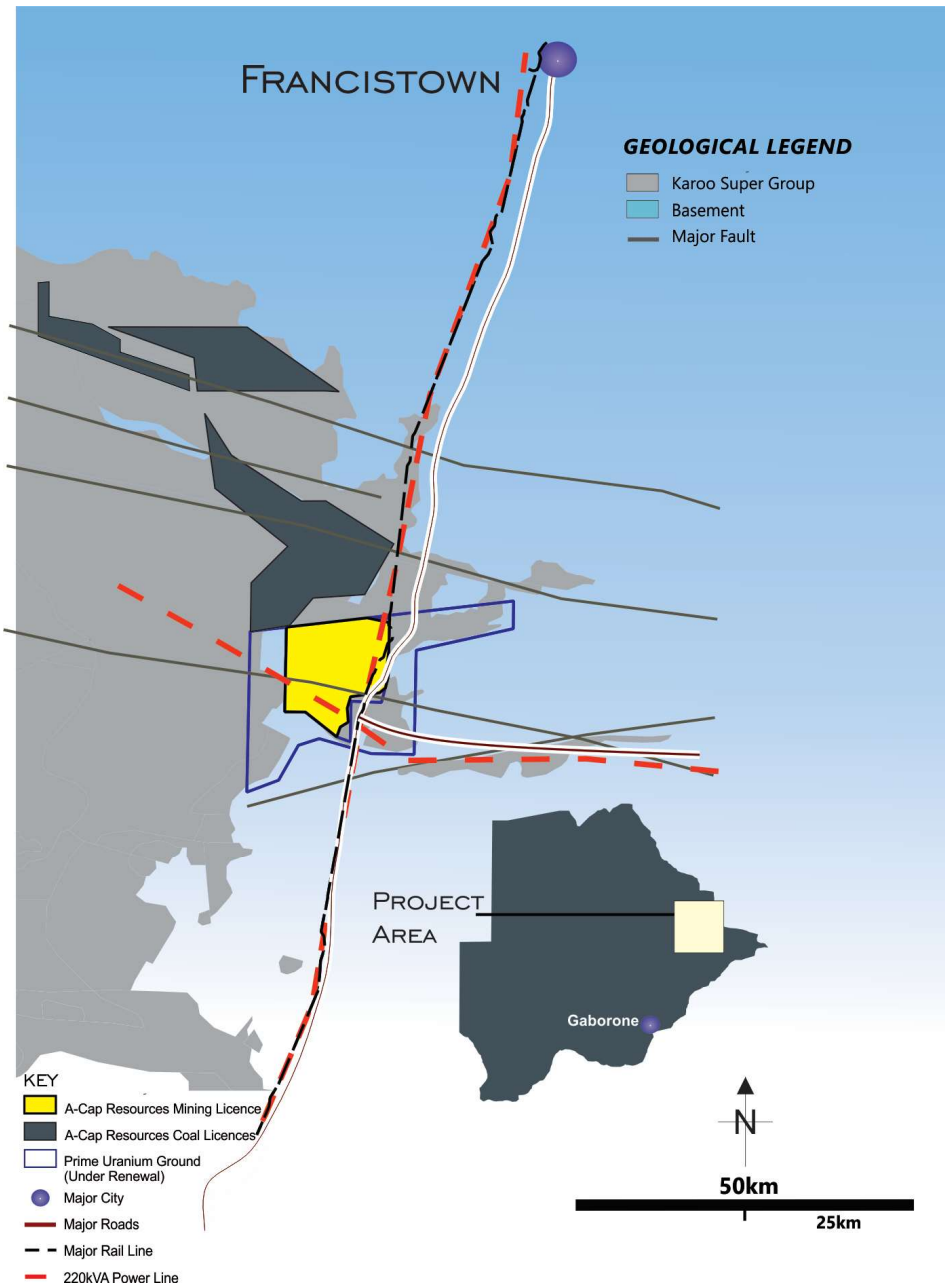 FRANCISTOWN
GEOLOGICAL LEGEND
Karoo Super Group
Basement
Major Fault
PROJECT
AREA
Gaborone
KEY
A-Cap Resources Mining Licence
A-Cap Resources Coal Licences
Prime Uranium Ground
(Under Renewal)
Major City
Major Roads
Major Rail Line
220kVA Power Line
N
50km
25km